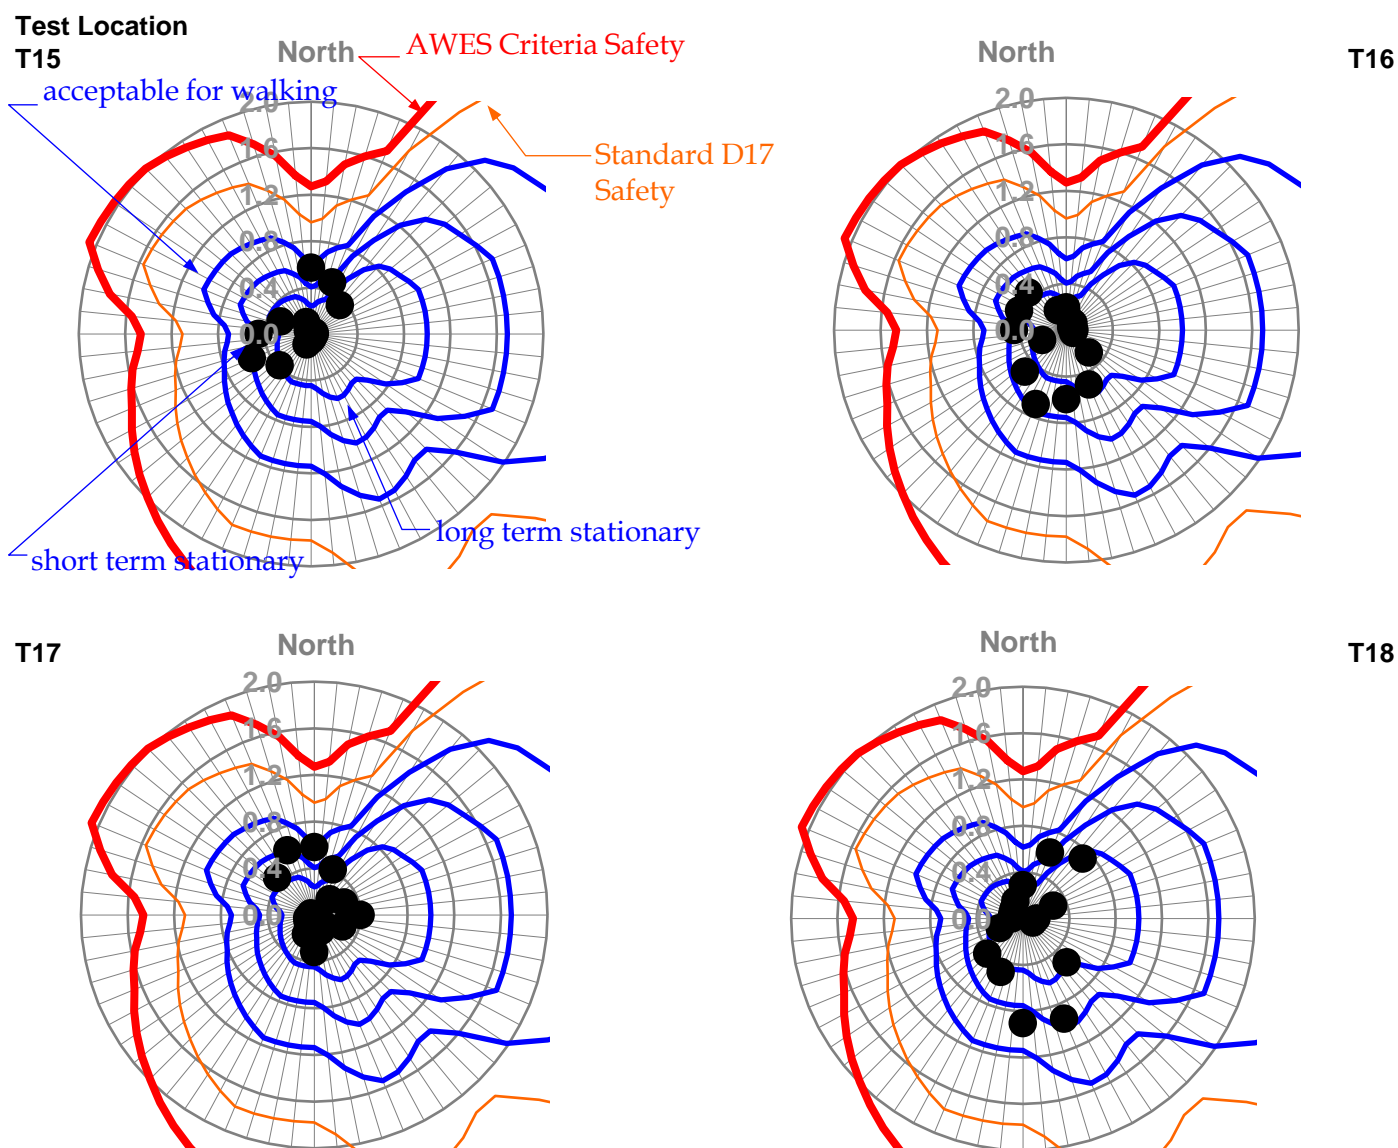 Test Location
T15
North
AWES Criteria Safety
acceptable for walking
Standard D17
Safety
2.0
1.6
1.2
0.8
0.4
0.0
long term stationary
short term stationary
North
T16
2.0
1.6
1.2
0.8
0.4
0.0
T17
North
2.0
1.6
1.2
0.8
0.4
0.0
North
T18
2.0
1.6
1.2
0.8
0.4
0.0